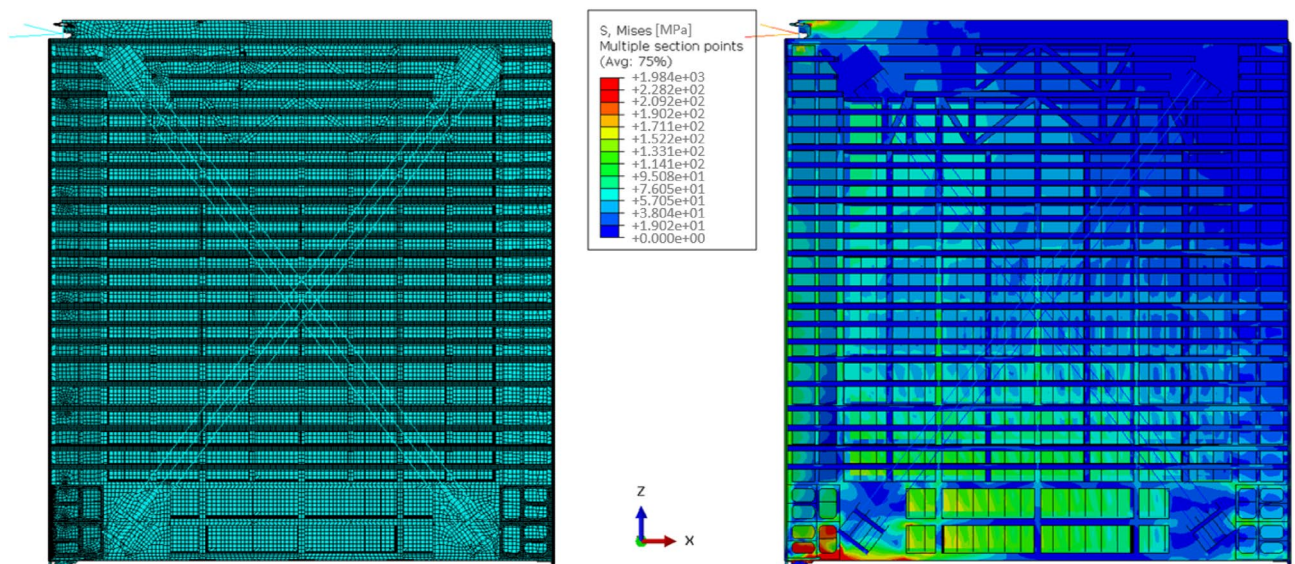 S, Mises [MPa]
Multiple section points
(Avg: 75%)
+1.984e+03
+2.282e+02
+2.092e+02
+1.902e+02
+1.711e+02
+1.522e+02
+1.331e+02
+1.141e+02
+9.508e+01
+7.605e+01
+5.705e+01
+3.804e+01
+1.902e+01
+0.000e+00
Z
X